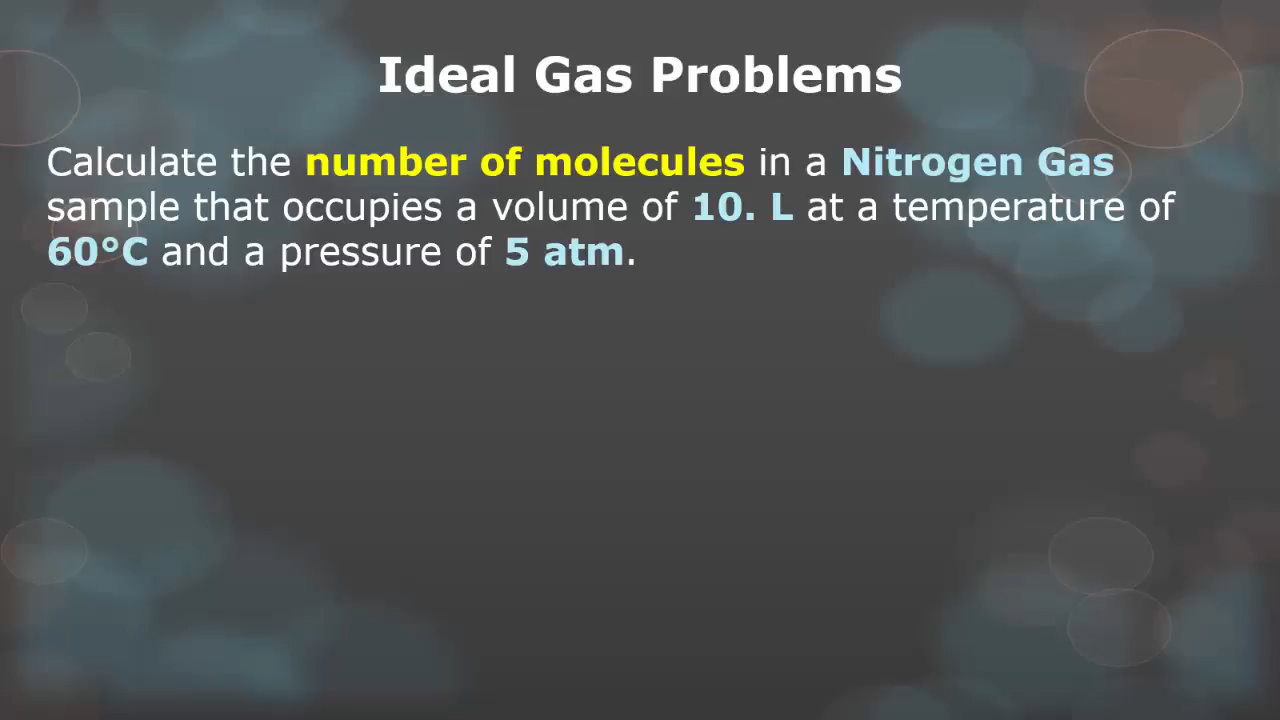 Ideal Gas Problems
Calculate the number of molecules in a Nitrogen Gas
sample that occupies a volume of 10. L at a temperature of
60°C and a pressure of 5 atm.